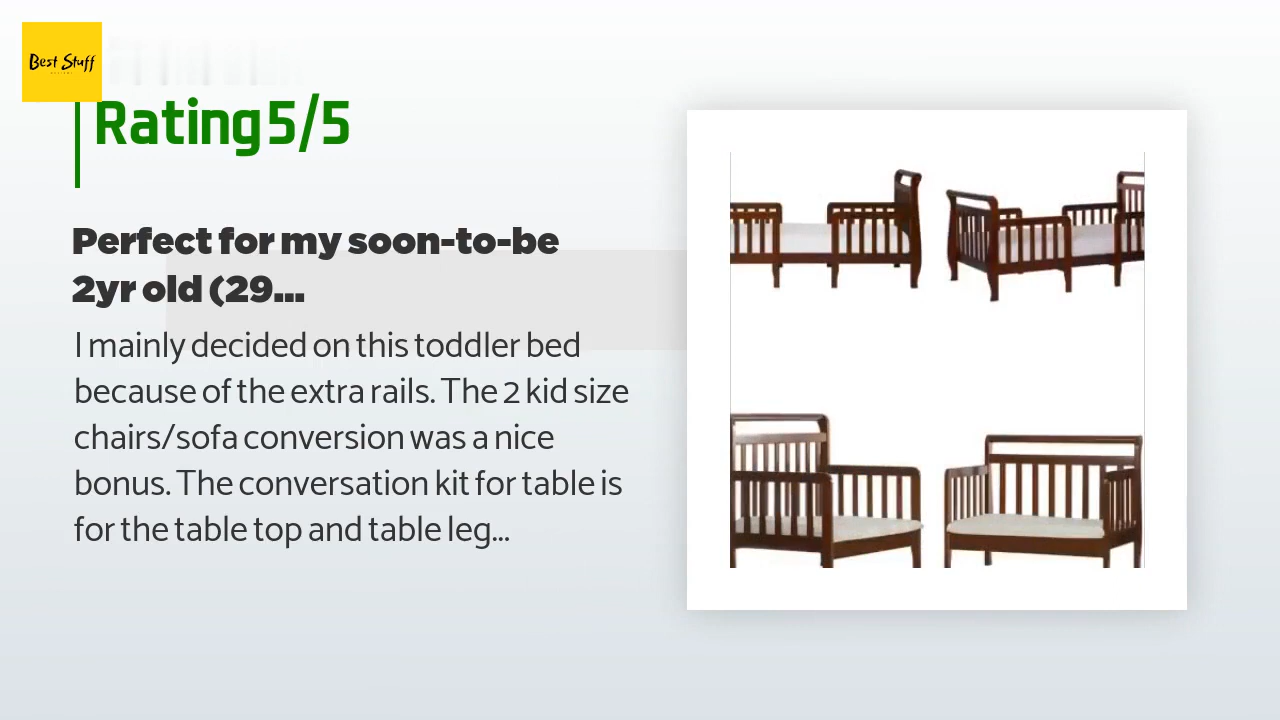 Best Stuff
Rating 5/5
Perfect for my soon-to-be
2yr old (29...
I mainly decided on this toddler bed
because of the extra rails. The 2 kid size
chairs/sofa conversion was a nice
bonus. The conversation kit for table is
for the table top and table leg...